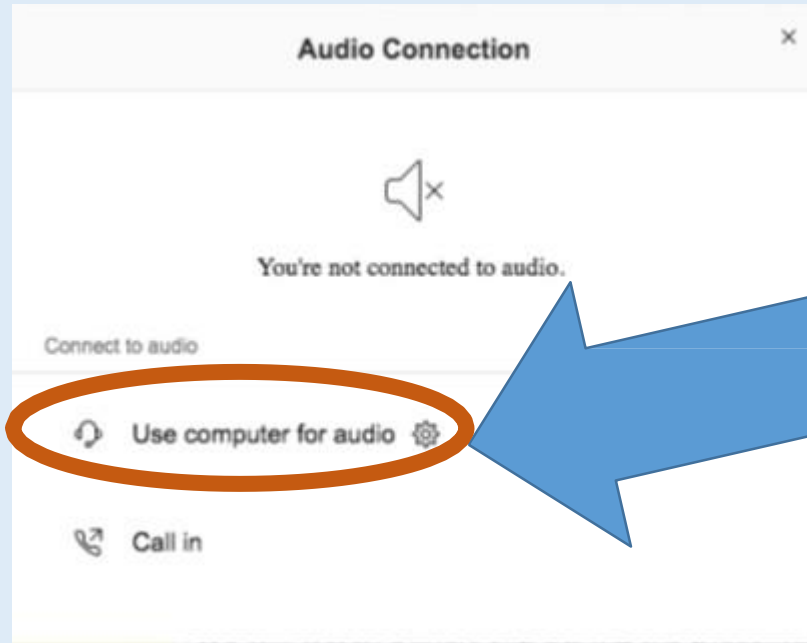 Audio Connection
You're not connected to audio.
Connect to audio
Use computer for audio
Call in